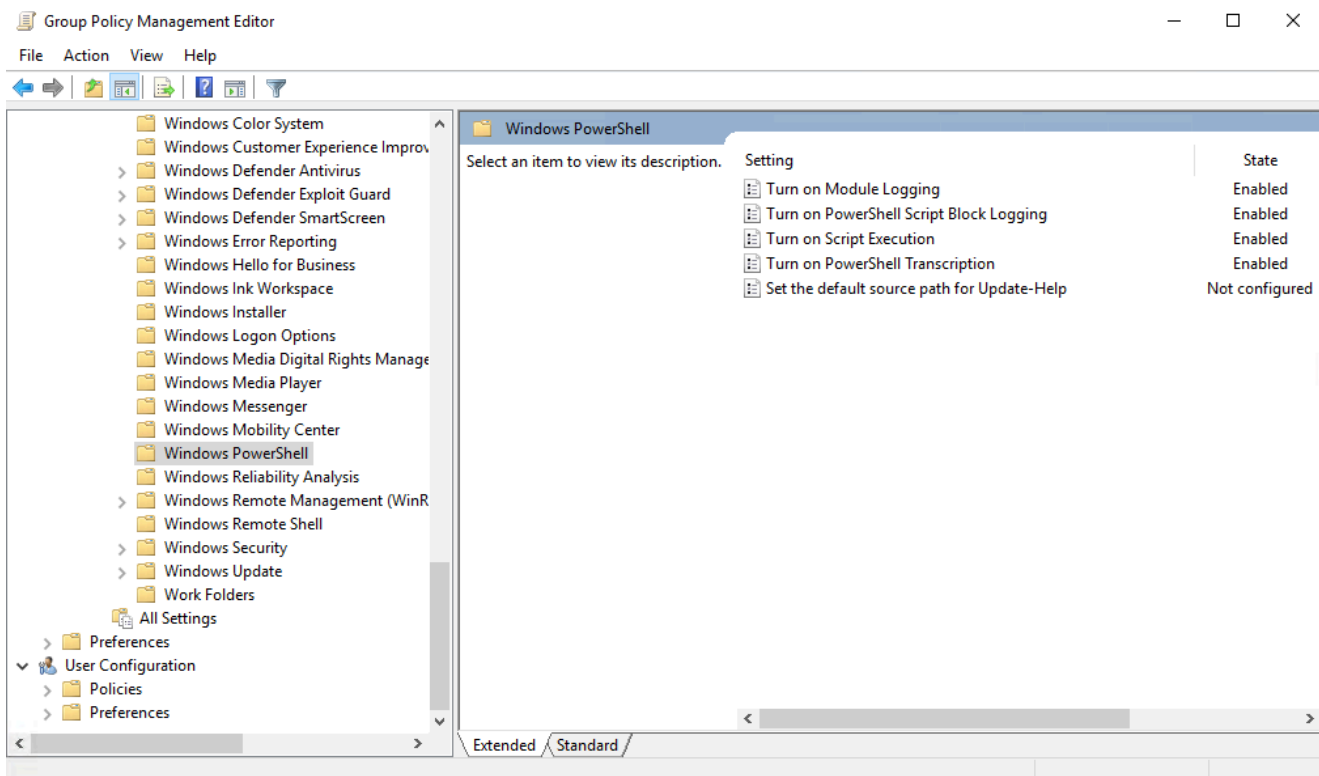 Group Policy Management Editor
File Action View Help
Windows Color System
Windows Customer Experience Improv
Windows Defender Antivirus
Windows Defender Exploit Guard
Windows Defender SmartScreen
Windows Error Reporting
Windows Hello for Business
Windows Ink Workspace
Windows Installer
Windows Logon Options
Windows Media Digital Rights Manage
Windows Media Player
Windows Messenger
Windows Mobility Center
Windows PowerShell
Windows Reliability Analysis
Windows Remote Management (WinR
Windows Remote Shell
Windows Security
Windows Update
Work Folders
All Settings
Preferences
User Configuration
Policies
Preferences
Windows PowerShell
Select an item to view its description.
Setting State
Turn on Module Logging Enabled
Turn on PowerShell Script Block Logging Enabled
Turn on Script Execution Enabled
Turn on PowerShell Transcription Enabled
Set the default source path for Update-Help Not configured
Extended Standard